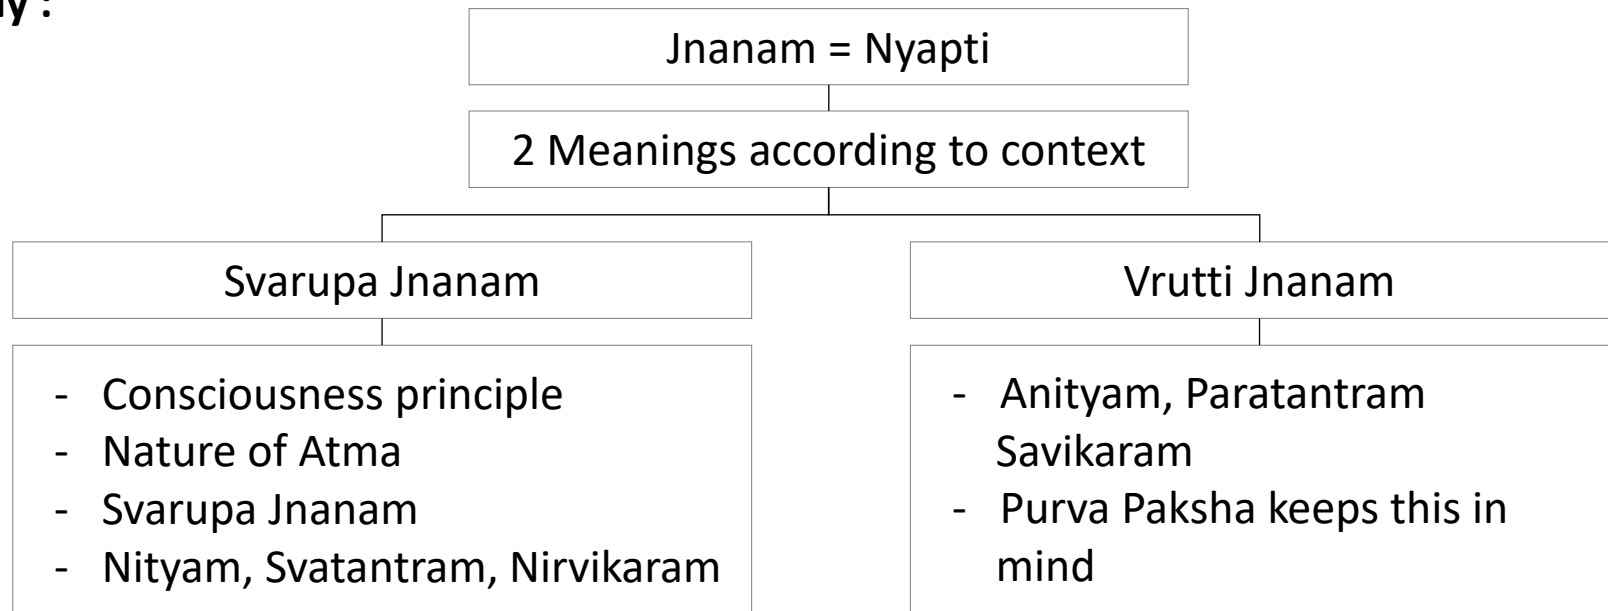 Jnanam = Nyapti
2 Meanings according to context
Svarupa Jnanam
- Consciousness principle
- Nature of Atma
- Svarupa Jnanam
- Nityam, Svatantram, Nirvikaram
Vrutti Jnanam
- Anityam, Paratantram
Savikaram
- Purva Paksha keeps this in
mind